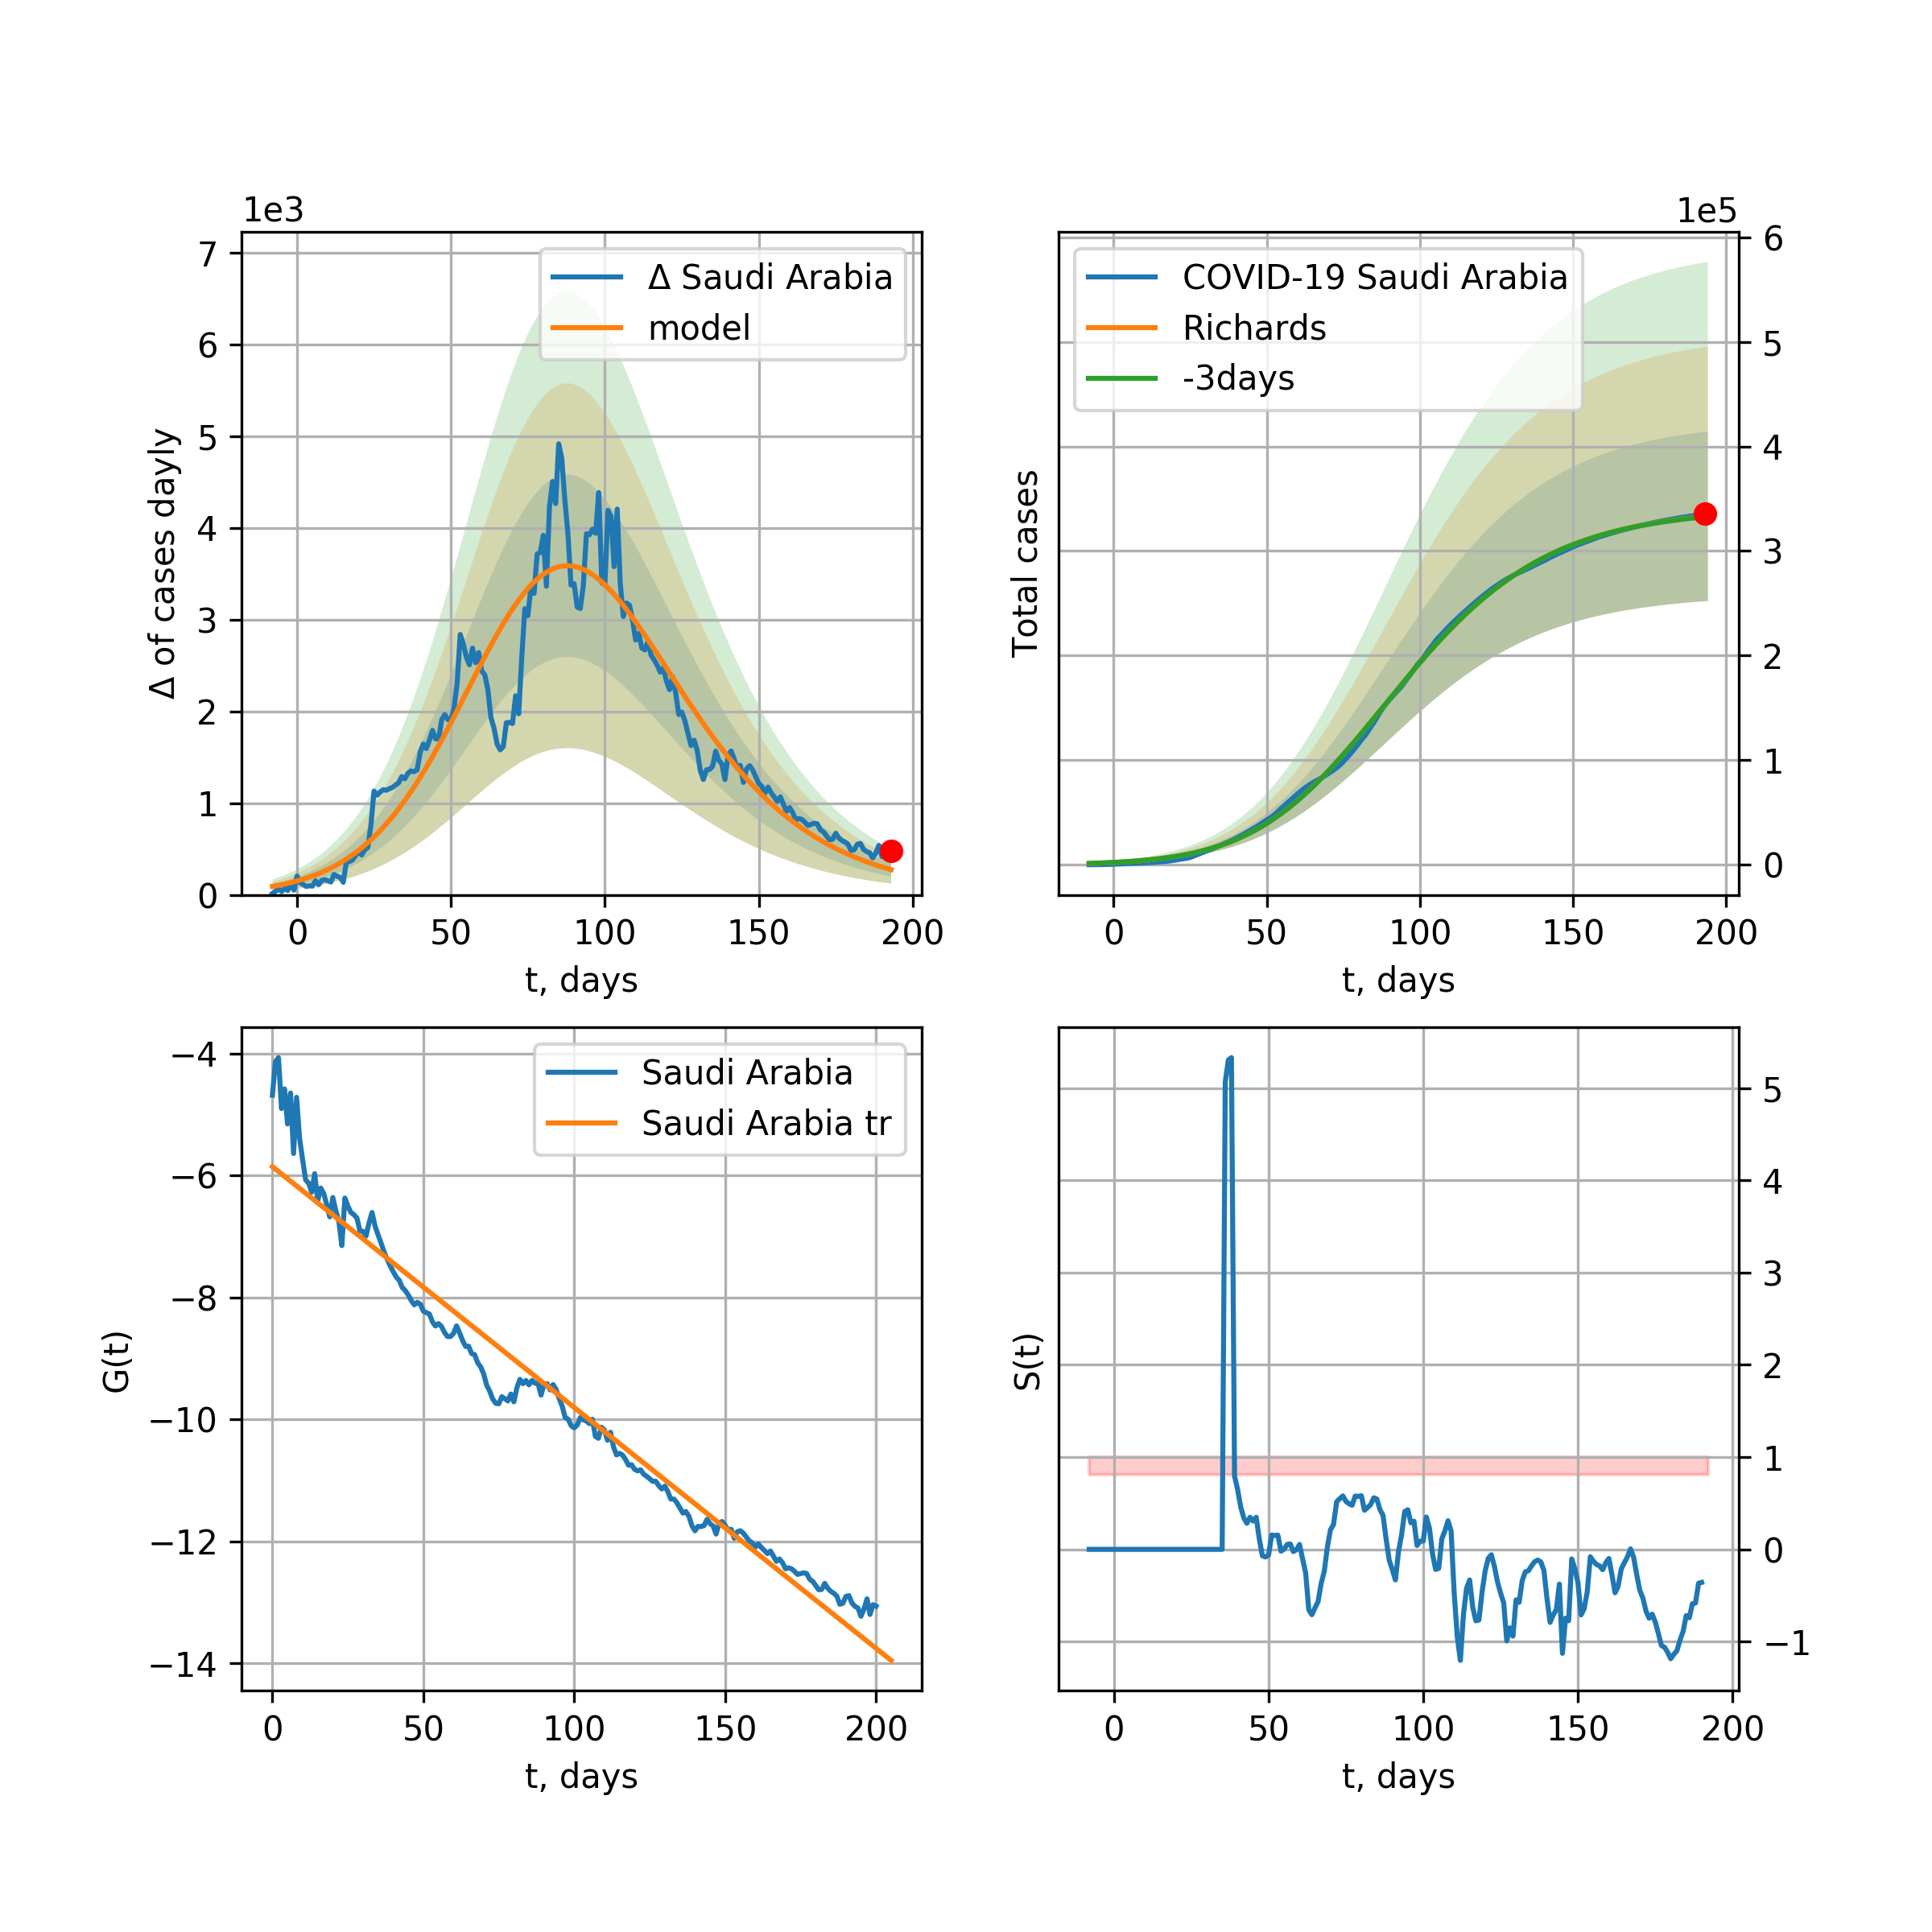 1e3
7
6
5
4
3
2
1
0
Δ of cases dayly
Δ Saudi Arabia
model
0 50 100 150 200
t, days
1e5
6
5
4
3
2
1
0
Total cases
COVID-19 Saudi Arabia
Richards
-3days
0 50 100 150 200
t, days
−4
−6
−8
−10
−12
−14
G(t)
Saudi Arabia
Saudi Arabia tr
0 50 100 150 200
t, days
5
4
3
2
1
0
−1
S(t)
0 50 100 150 200
t, days